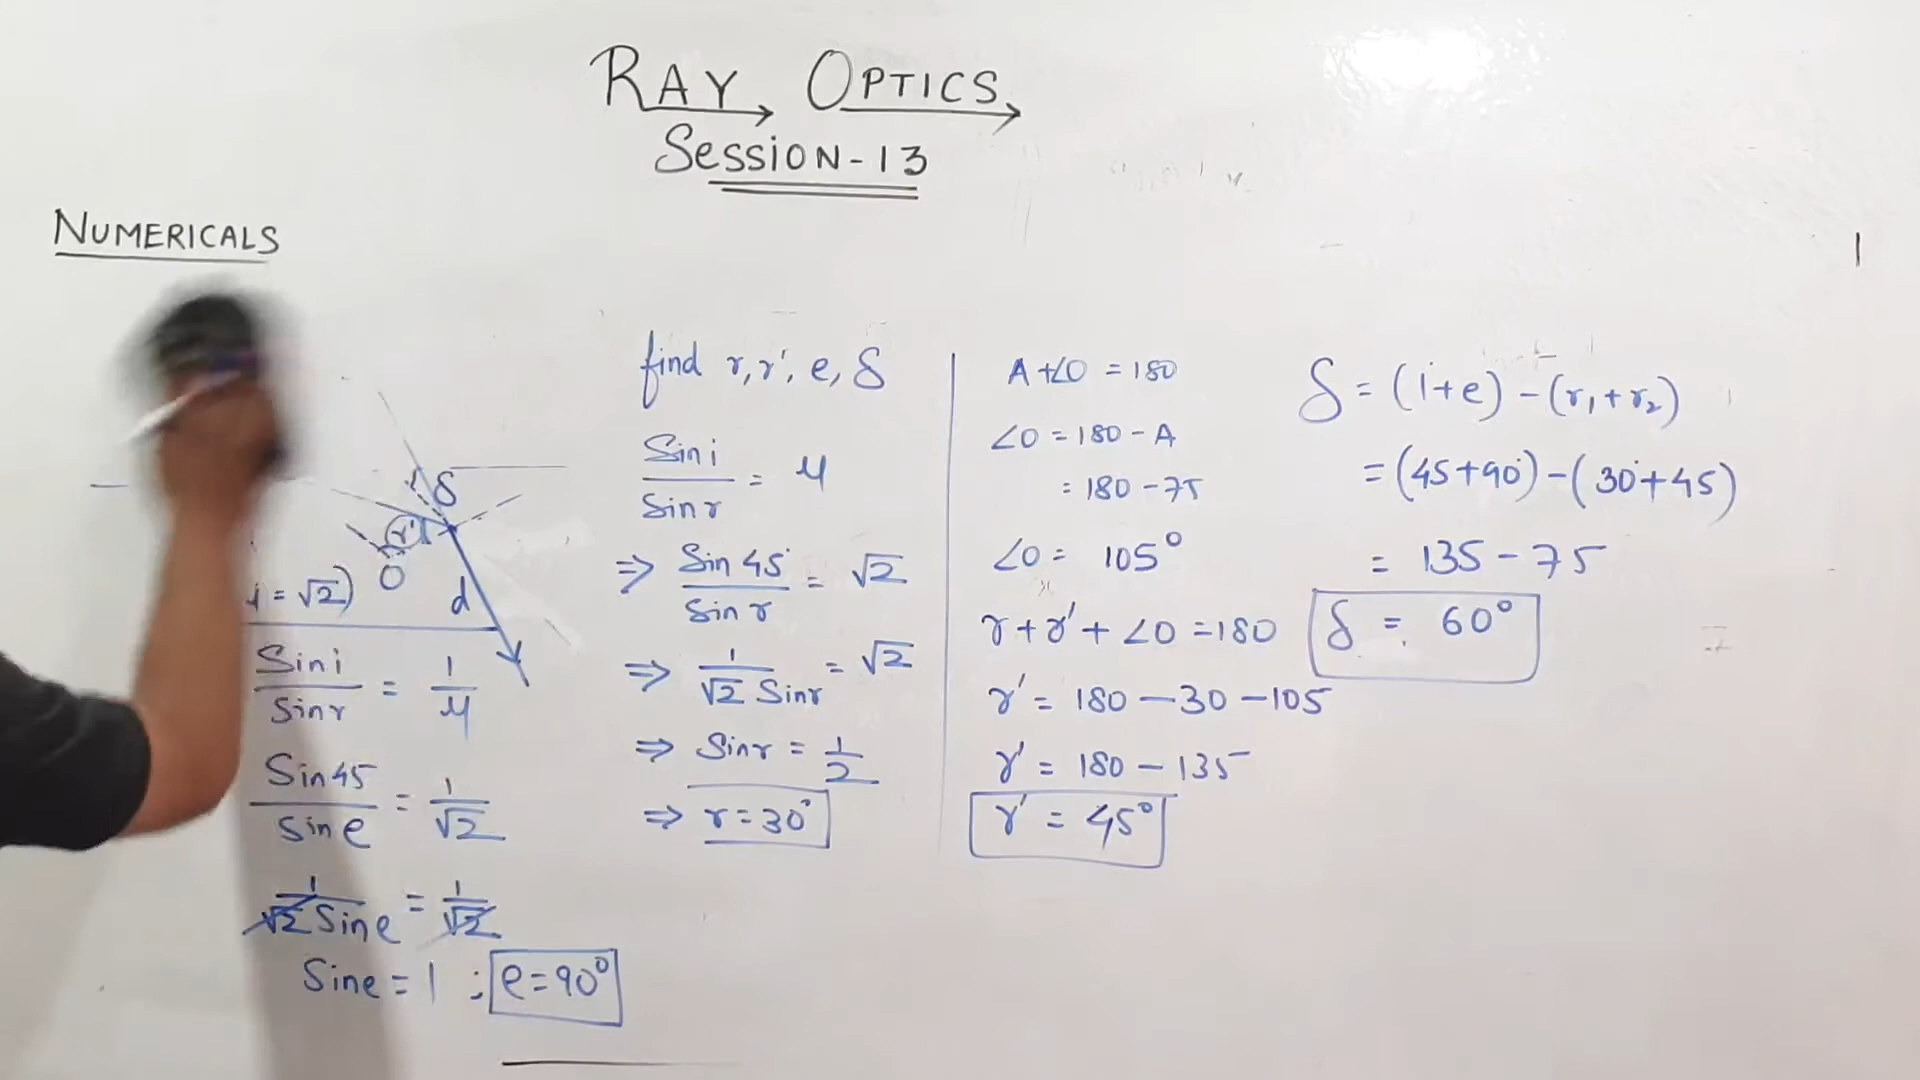 RAY OPTICS
SESSION-13
NUMERICALS
δ
r'
O
= √2)
d
Sin i / Sin r = 1/μ
Sin 45 / Sin e = 1/√2
1/√2 Sin e = 1/√2
Sin e = 1 ; e = 90°
find r, r', e, δ
Sin i / Sin r = μ
⇒ Sin 45° / Sin r = √2
⇒ 1/√2 Sin r = √2
⇒ Sin r = 1/2
⇒ r = 30°
A + ∠O = 180
∠O = 180 - A
= 180 - 75
∠O = 105°
r + r' + ∠O = 180
r' = 180 - 30 - 105
r' = 180 - 135
r' = 45°
δ = (i + e) - (r₁ + r₂)
= (45 + 90°) - (30° + 45)
= 135 - 75
δ = 60°